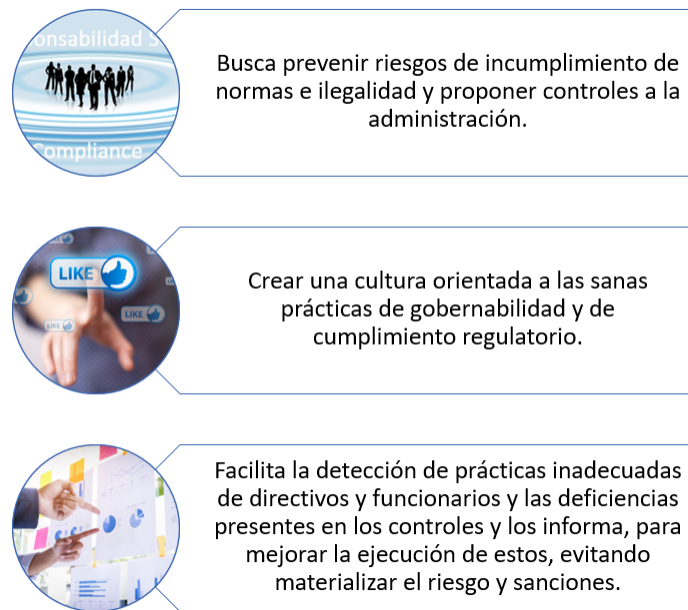 onsabilidad S
Compliance
Busca prevenir riesgos de incumplimiento de
normas e ilegalidad y proponer controles a la
administración.
LIKE
LIKE
LIKE
Crear una cultura orientada a las sanas
prácticas de gobernabilidad y de
cumplimiento regulatorio.
Facilita la detección de prácticas inadecuadas
de directivos y funcionarios y las deficiencias
presentes en los controles y los informa, para
mejorar la ejecución de estos, evitando
materializar el riesgo y sanciones.